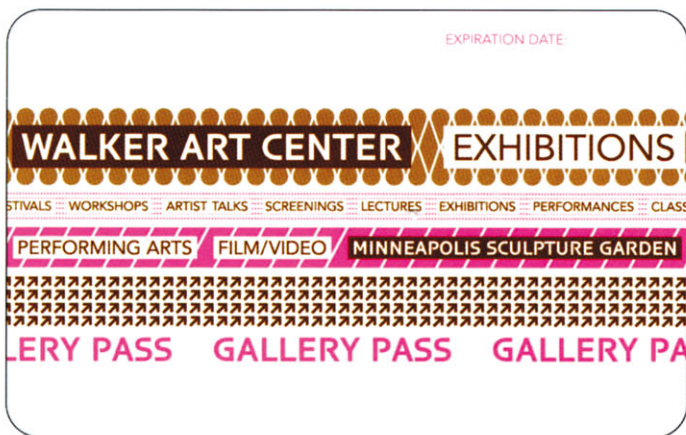 EXPIRATION DATE:
WALKER ART CENTER EXHIBITIONS
STIVALS WORKSHOPS ARTIST TALKS SCREENINGS LECTURES EXHIBITIONS PERFORMANCES CLASS
PERFORMING ARTS FILM/VIDEO MINNEAPOLIS SCULPTURE GARDEN
LERY PASS GALLERY PASS GALLERY PA